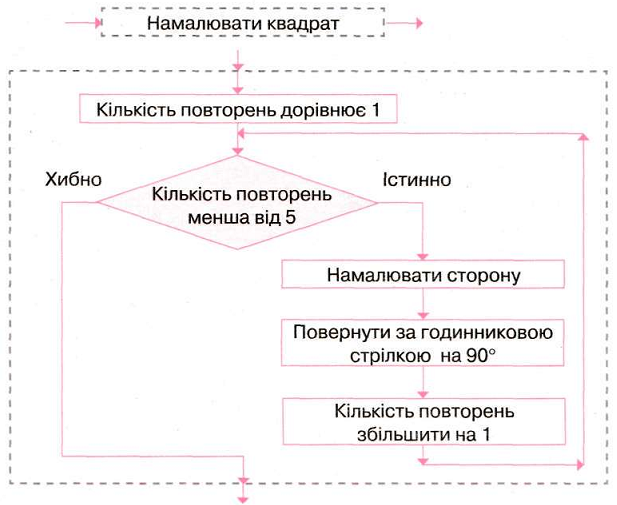 Намалювати квадрат
Кількість повторень дорівнює 1
Хибно
Істинно
Кількість повторень
менша від 5
Намалювати сторону
Повернути за годинниковою
стрілкою на 90°
Кількість повторень
збільшити на 1